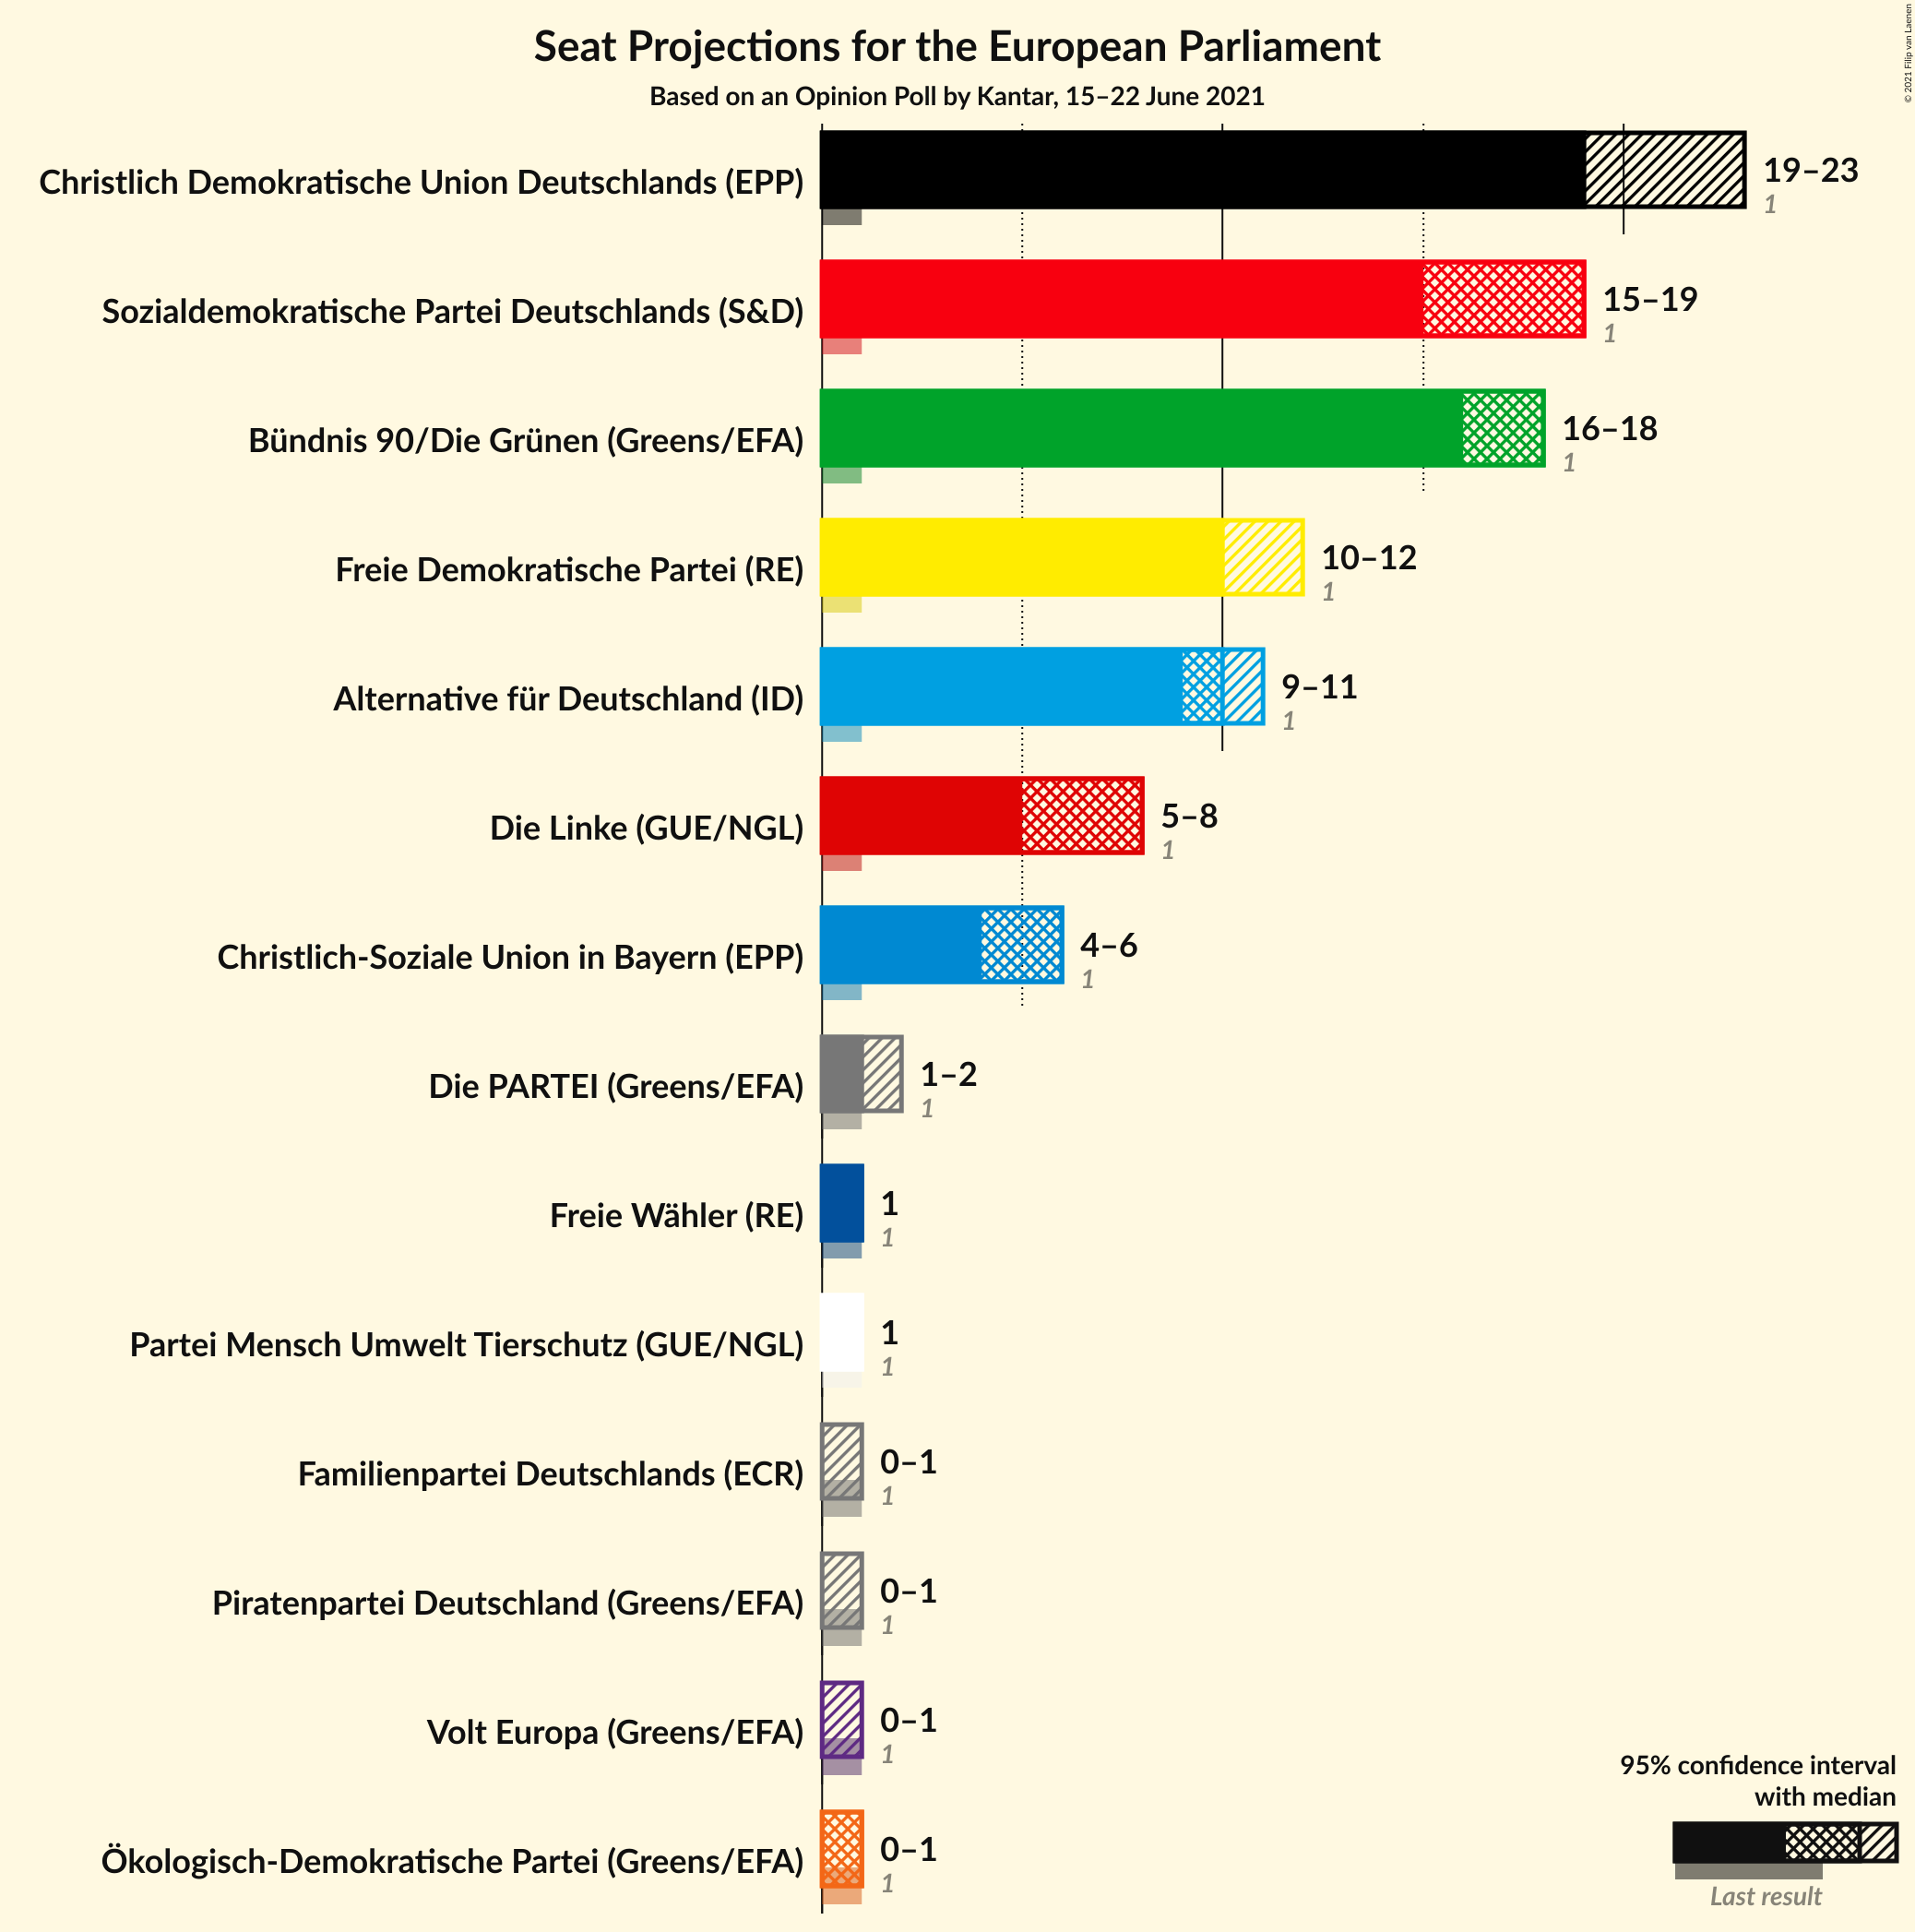 Seat Projections for the European Parliament
Based on an Opinion Poll by Kantar, 15–22 June 2021
© 2021 Filip van Laenen
Christlich Demokratische Union Deutschlands (EPP)
19–23
1
Sozialdemokratische Partei Deutschlands (S&D)
15–19
1
Bündnis 90/Die Grünen (Greens/EFA)
16–18
1
Freie Demokratische Partei (RE)
10–12
1
Alternative für Deutschland (ID)
9–11
1
Die Linke (GUE/NGL)
5–8
1
Christlich-Soziale Union in Bayern (EPP)
4–6
1
Die PARTEI (Greens/EFA)
1–2
1
Freie Wähler (RE)
1
1
Partei Mensch Umwelt Tierschutz (GUE/NGL)
1
1
Familienpartei Deutschlands (ECR)
0–1
1
Piratenpartei Deutschland (Greens/EFA)
0–1
1
Volt Europa (Greens/EFA)
0–1
1
Ökologisch-Demokratische Partei (Greens/EFA)
0–1
1
95% confidence interval
with median
Last result